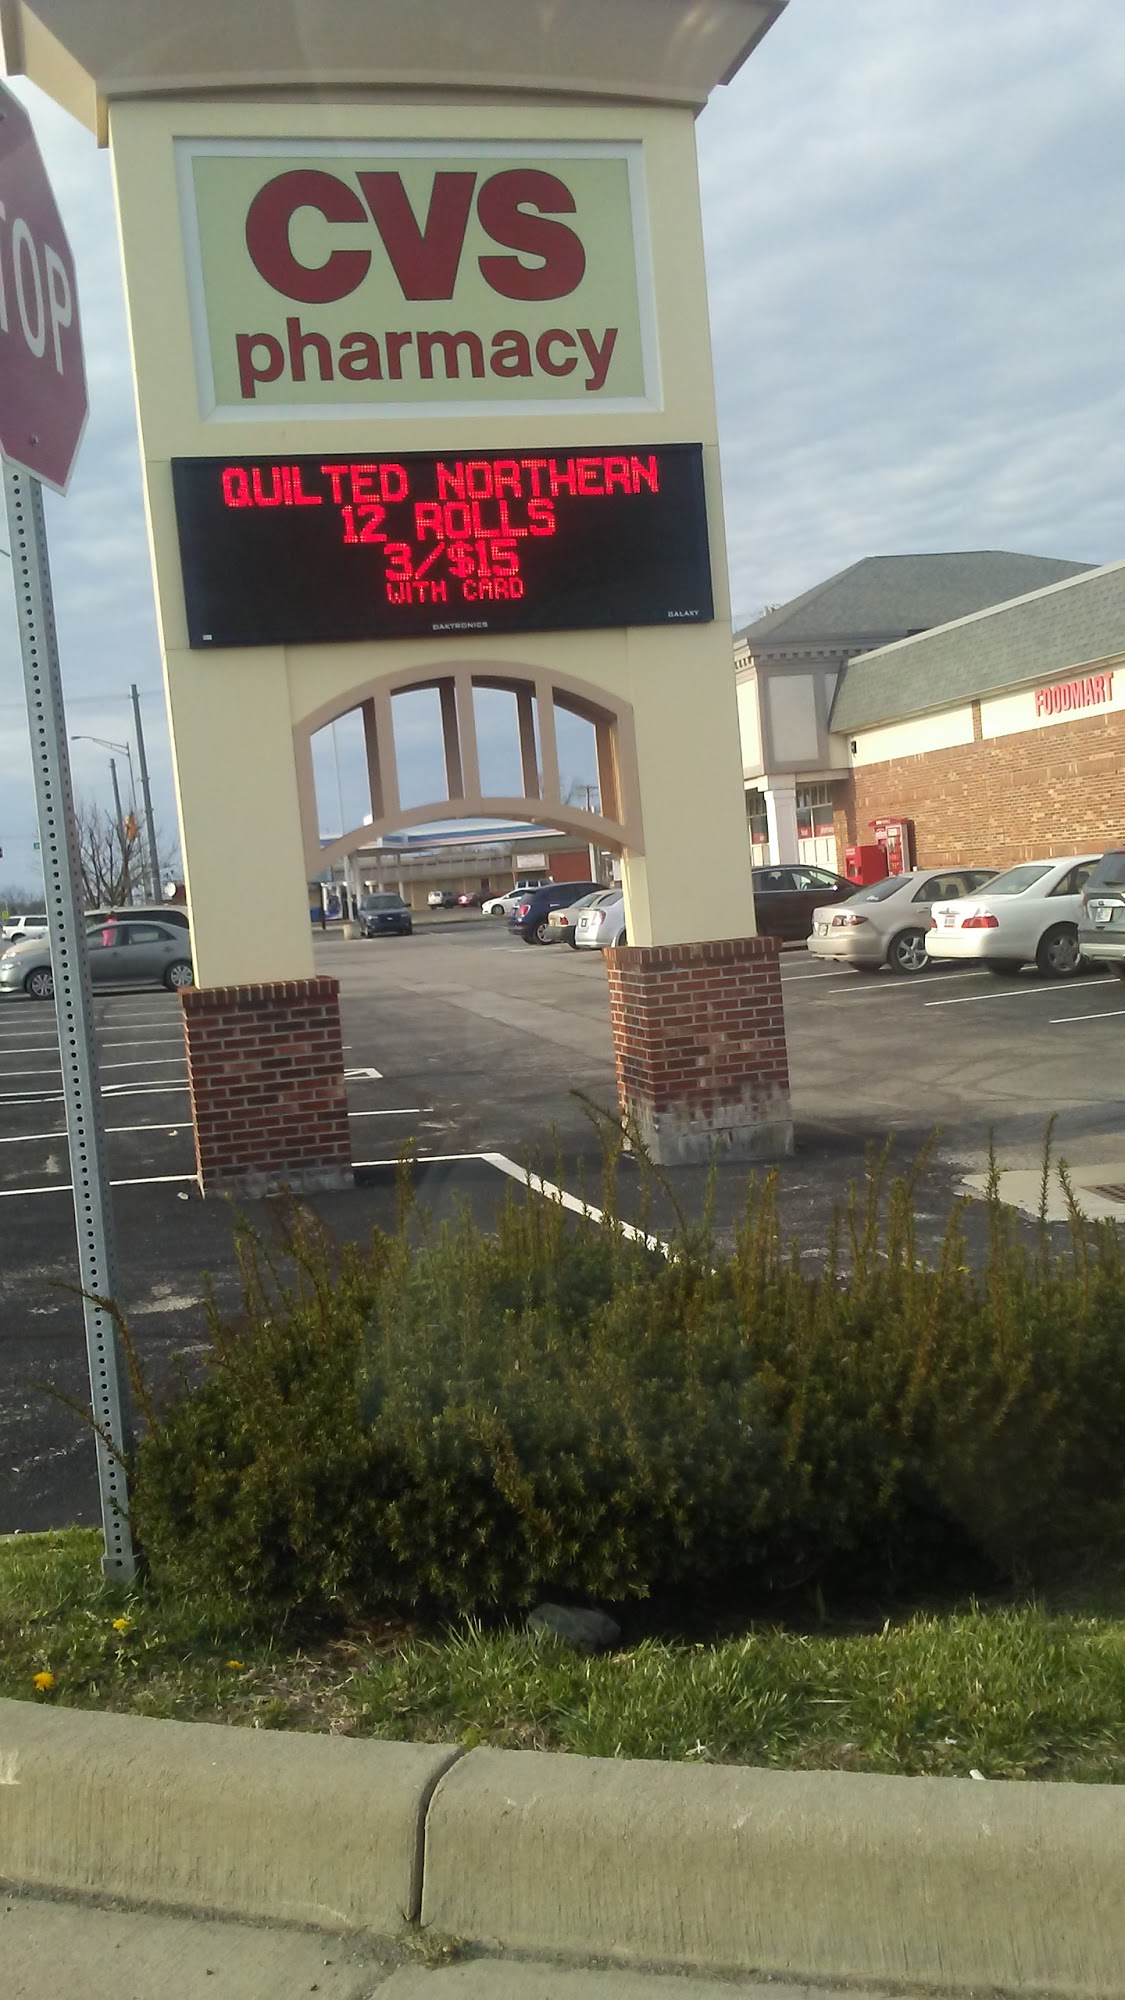 TOP
CVS
pharmacy
QUILTED NORTHERN
12 ROLLS
3/$15
WITH CARD
DAKTRONICS
GALAXY
FOODMART